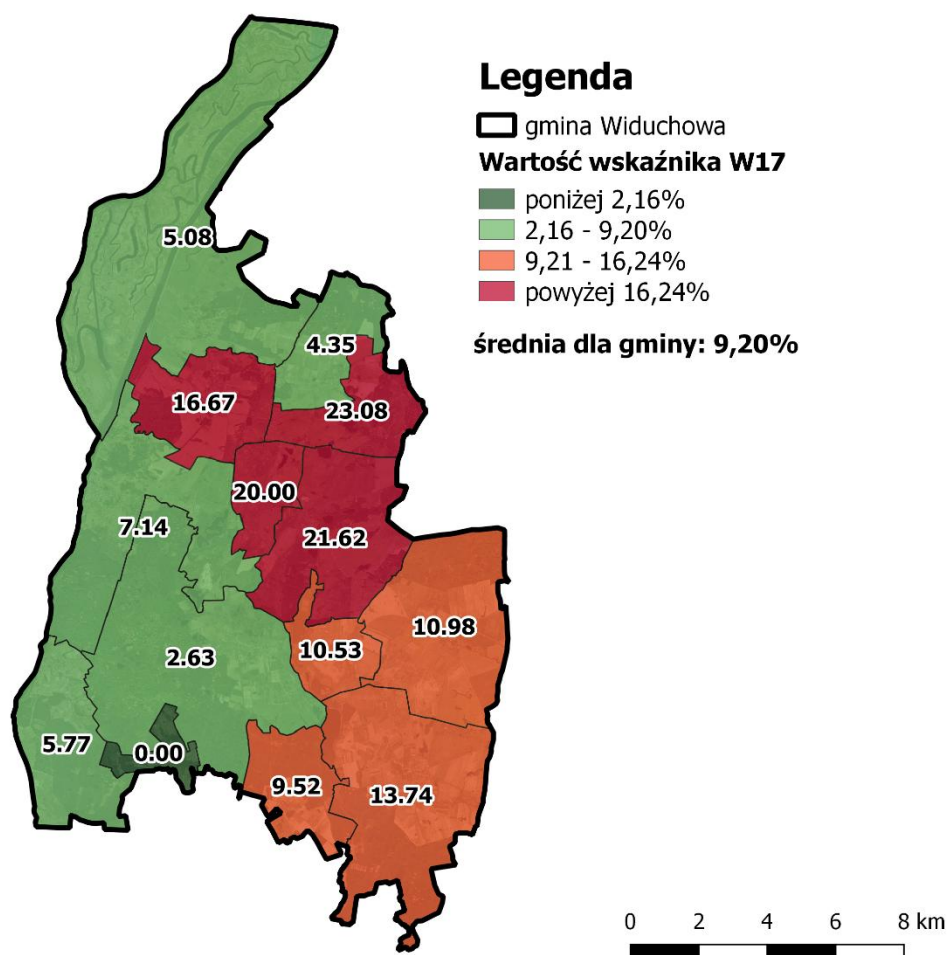 Legenda
gmina Widuchowa
Wartość wskaźnika W17
poniżej 2,16%
2,16 - 9,20%
9,21 - 16,24%
powyżej 16,24%
średnia dla gminy: 9,20%
5.08
4.35
16.67
23.08
20.00
7.14
21.62
10.98
10.53
2.63
5.77
0.00
9.52
13.74
0 2 4 6 8 km